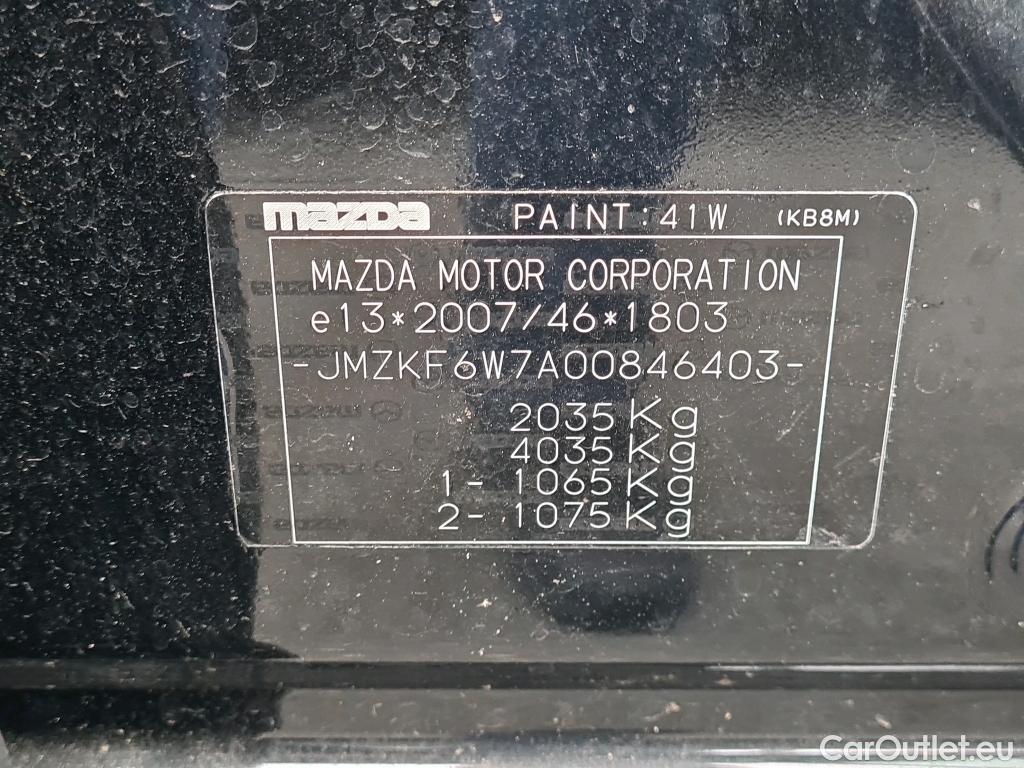 mazda PAINT:41W (KB8M)
MAZDA MOTOR CORPORATION
e13*2007/46*1803
-JMZKF6W7A00846403-
2035Kg
4035Kg
1- 1065Kg
2- 1075Kg
CarOutlet.eu